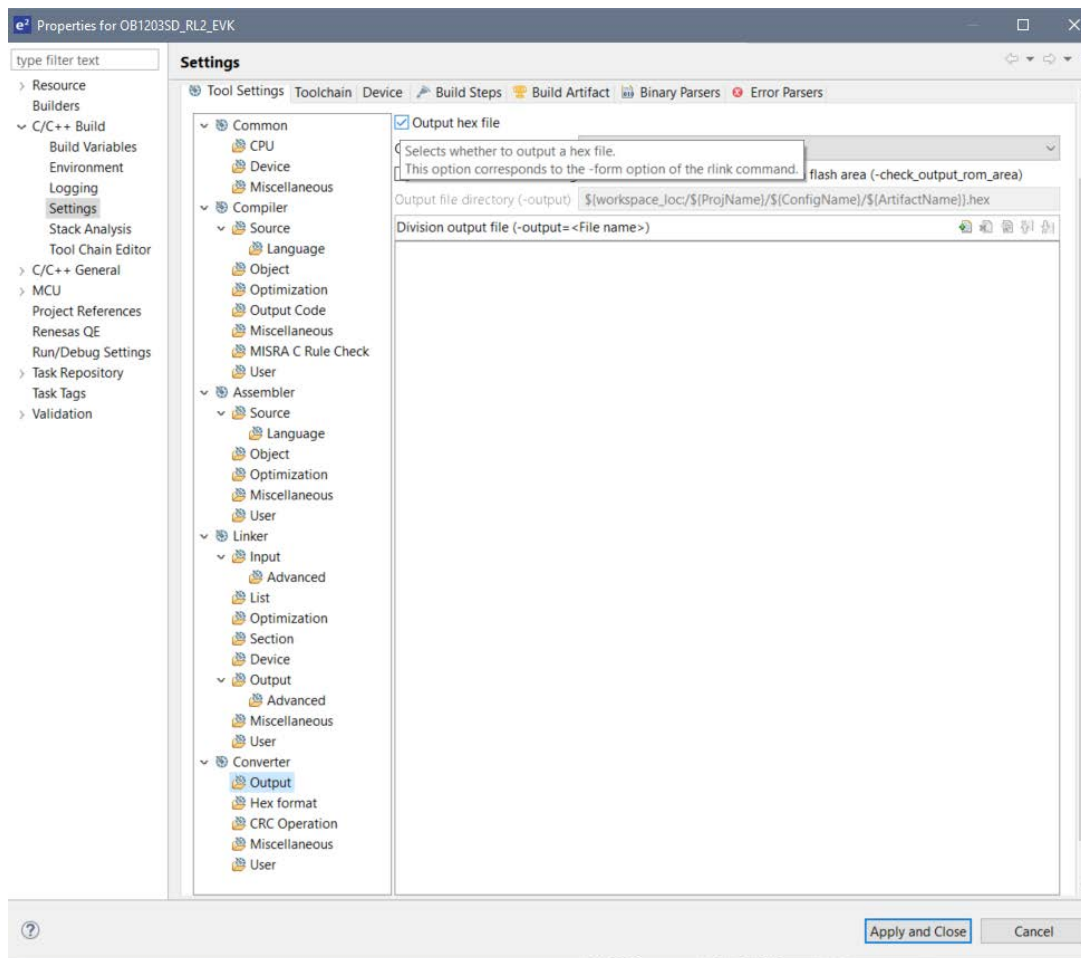 e² Properties for OB1203SD_RL2_EVK
type filter text
Resource
Builders
C/C++ Build
Build Variables
Environment
Logging
Settings
Stack Analysis
Tool Chain Editor
C/C++ General
MCU
Project References
Renesas QE
Run/Debug Settings
Task Repository
Task Tags
Validation
Settings
Tool Settings Toolchain Device Build Steps Build Artifact Binary Parsers Error Parsers
Common
CPU
Device
Miscellaneous
Compiler
Source
Language
Object
Optimization
Output Code
Miscellaneous
MISRA C Rule Check
User
Assembler
Source
Language
Object
Optimization
Miscellaneous
User
Linker
Input
Advanced
List
Optimization
Section
Device
Output
Advanced
Miscellaneous
User
Converter
Output
Hex format
CRC Operation
Miscellaneous
User
Output hex file
Selects whether to output a hex file.
This option corresponds to the -form option of the rlink command.
flash area (-check_output_rom_area)
Output file directory (-output) ${workspace_loc:/${ProjName}/${ConfigName}/${ArtifactName}}.hex
Division output file (-output=<File name>)
Apply and Close Cancel